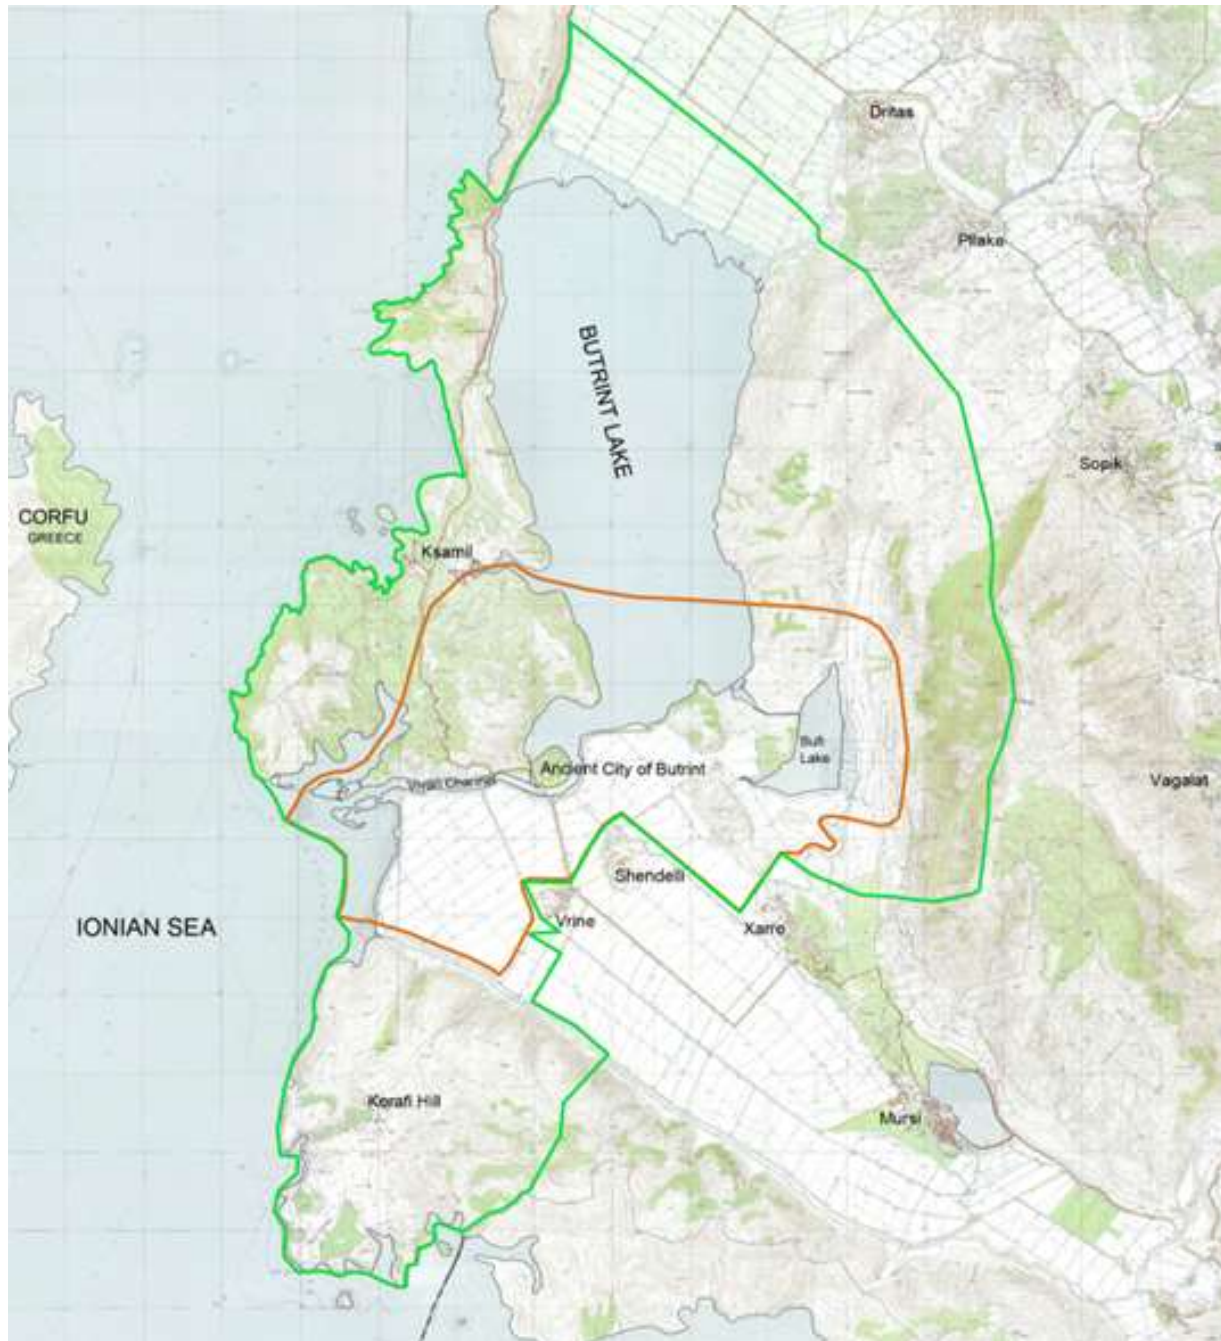 Dritas
Pllake
BUTRINT LAKE
Sopik
CORFU
GREECE
Ksamil
Bufi
Lake
Ancient City of Butrint
Vivari Channel
Vagalat
Shendelli
IONIAN SEA
Vrine
Xarre
Korafi Hill
Mursi